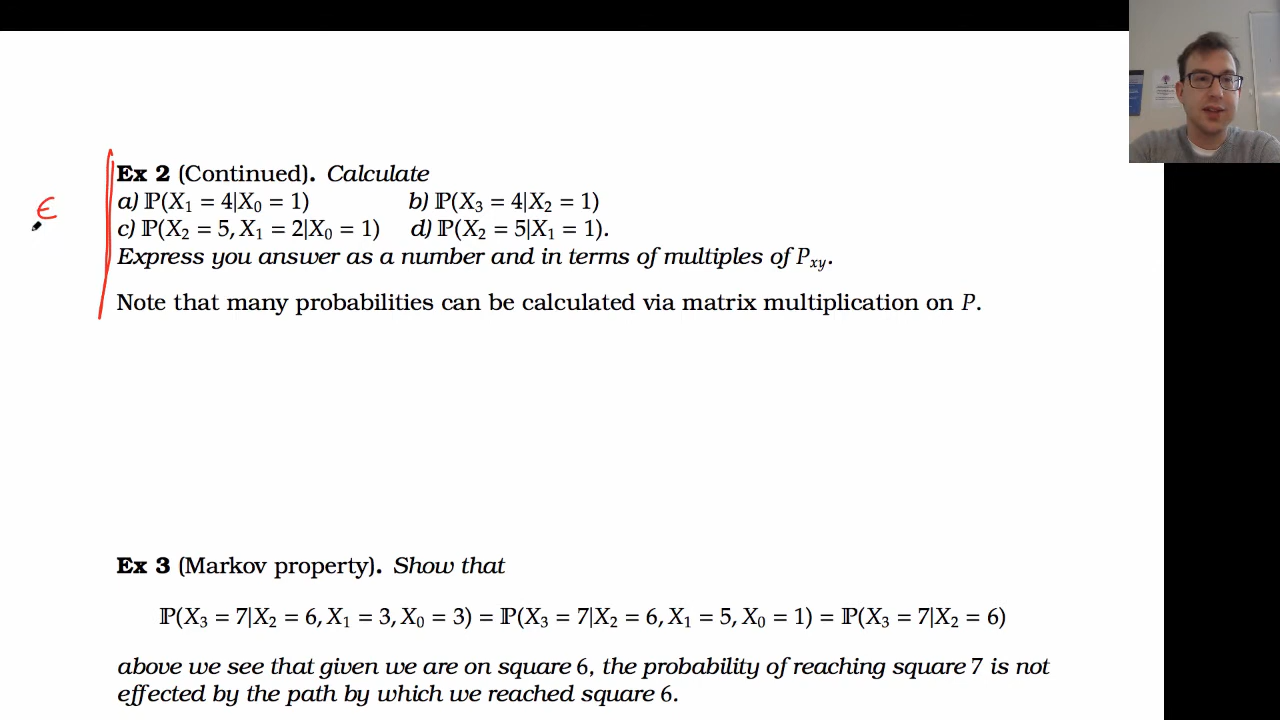 Ex 2 (Continued). Calculate
a) ℙ(X₁ = 4|X₀ = 1) b) ℙ(X₃ = 4|X₂ = 1)
ϵ
c) ℙ(X₂ = 5, X₁ = 2|X₀ = 1) d) ℙ(X₂ = 5|X₁ = 1).
Express you answer as a number and in terms of multiples of Pₓᵧ.
Note that many probabilities can be calculated via matrix multiplication on P.
Ex 3 (Markov property). Show that
ℙ(X₃ = 7|X₂ = 6, X₁ = 3, X₀ = 3) = ℙ(X₃ = 7|X₂ = 6, X₁ = 5, X₀ = 1) = ℙ(X₃ = 7|X₂ = 6)
above we see that given we are on square 6, the probability of reaching square 7 is not
effected by the path by which we reached square 6.